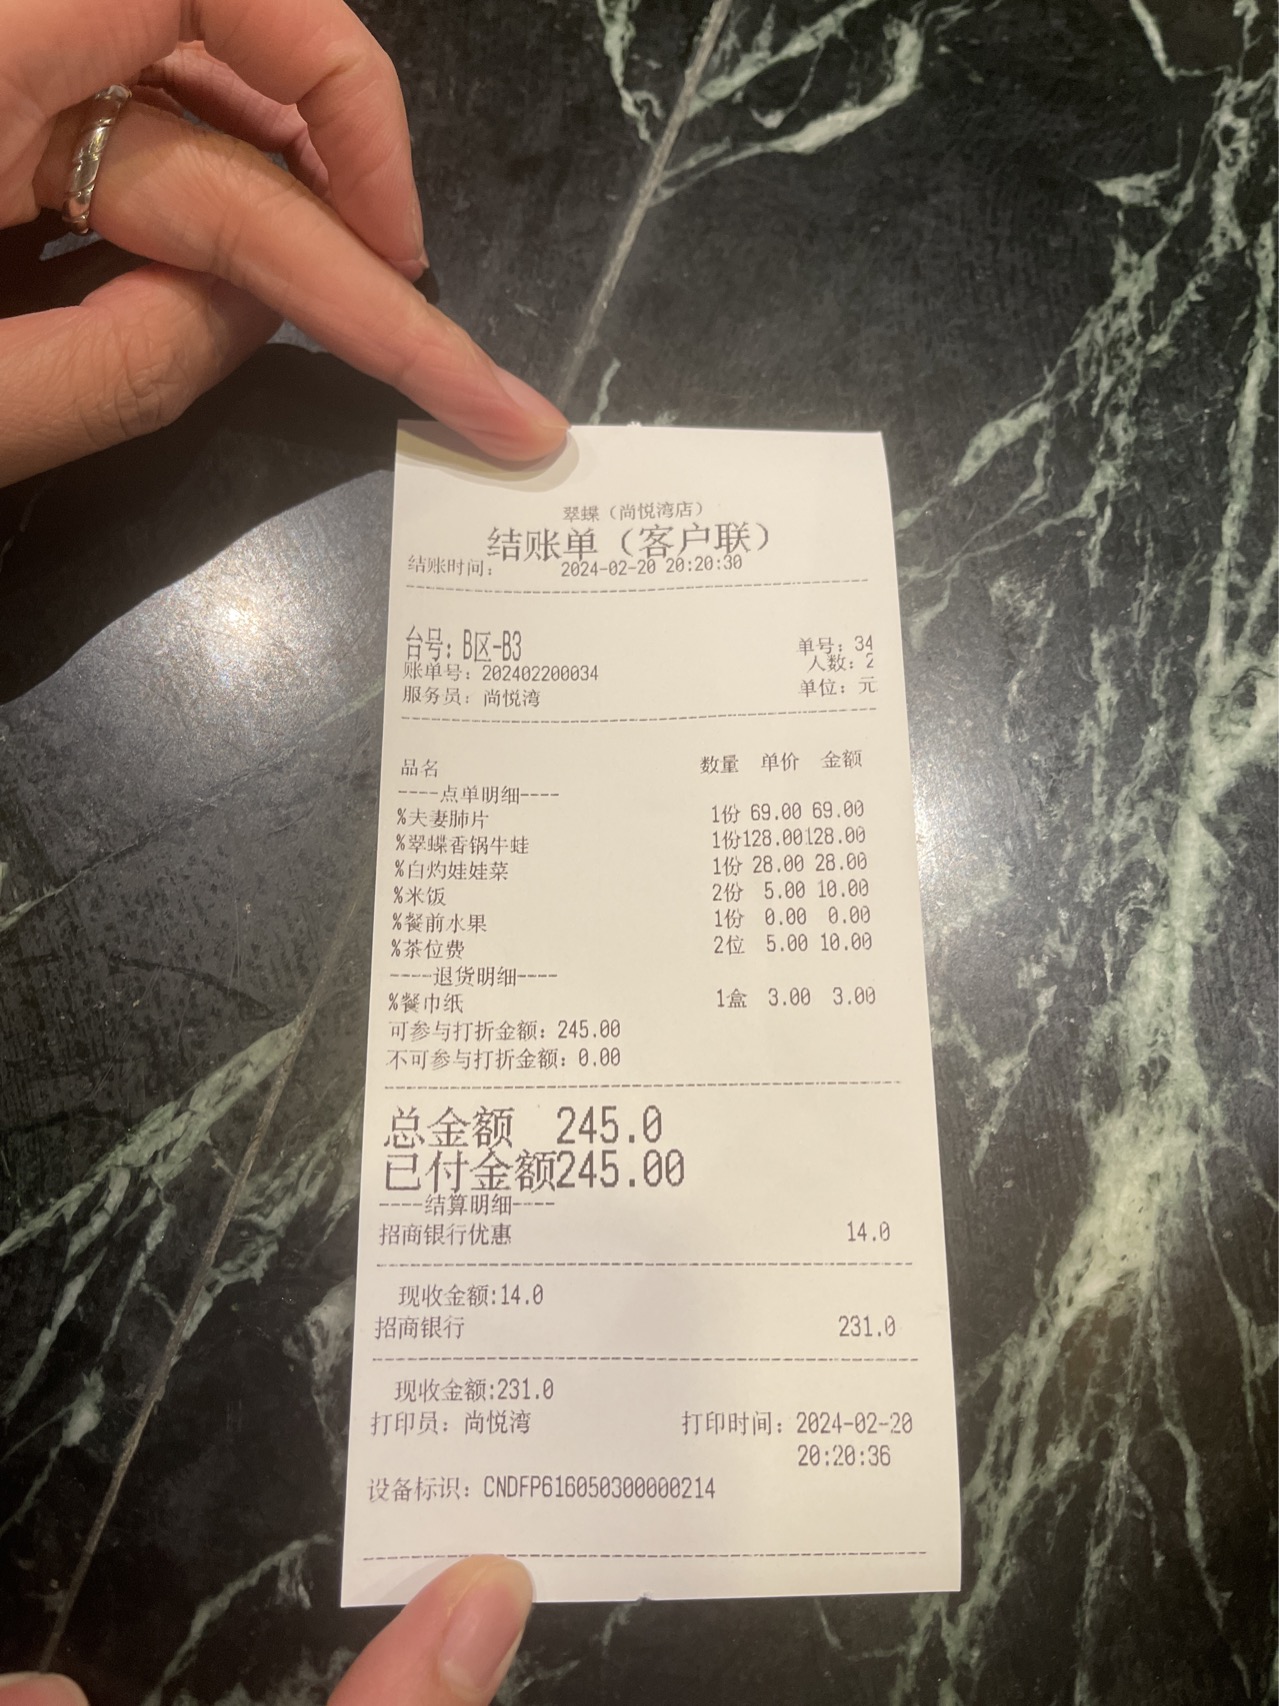 翠蝶（尚悦湾店）
结账单（客户联）
结账时间： 2024-02-20 20:20:30
台号：B区-B3 单号：34
人数：2
账单号：202402200034
服务员：尚悦湾 单位：元
品名 数量 单价 金额
----点单明细----
%夫妻肺片 1份 69.00 69.00
%翠蝶香锅牛蛙 1份128.00128.00
%白灼娃娃菜 1份 28.00 28.00
%米饭 2份 5.00 10.00
%餐前水果 1份 0.00 0.00
%茶位费 2位 5.00 10.00
----退货明细----
%餐巾纸 1盒 3.00 3.00
可参与打折金额：245.00
不可参与打折金额：0.00
总金额 245.0
已付金额245.00
----结算明细----
招商银行优惠 14.0
现收金额:14.0
招商银行 231.0
现收金额:231.0
打印员：尚悦湾 打印时间：2024-02-20
20:20:36
设备标识：CNDFP616050300000214